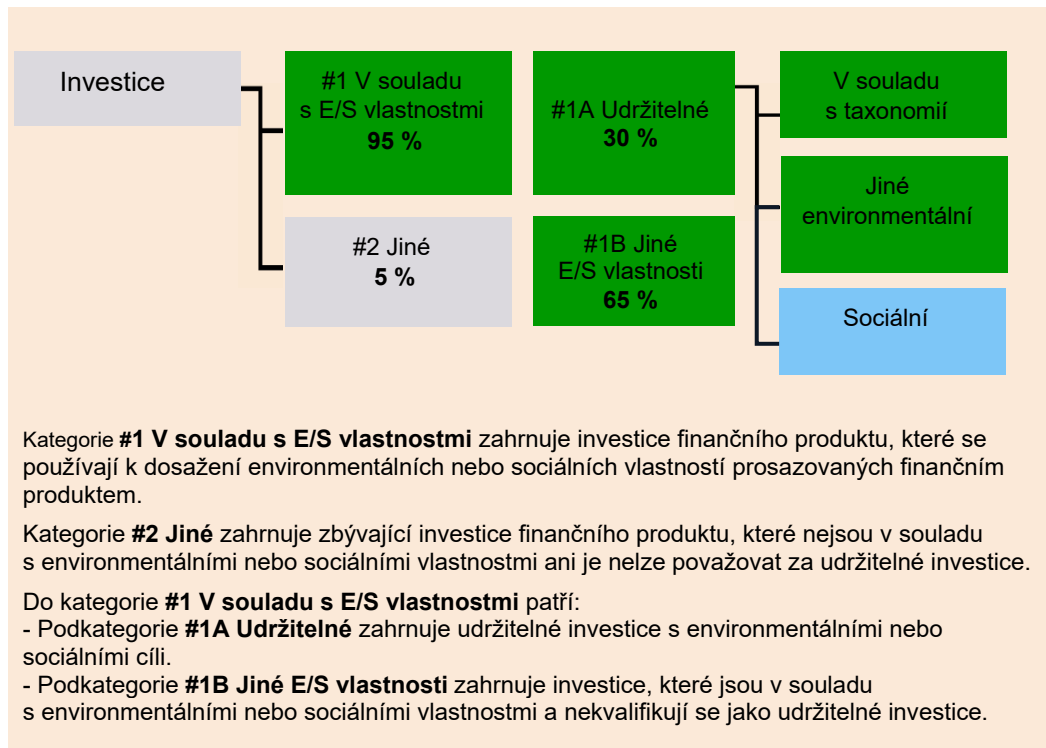 Investice
#1 V souladu
s E/S vlastnostmi
95 %
#2 Jiné
5 %
#1A Udržitelné
30 %
#1B Jiné
E/S vlastnosti
65 %
V souladu
s taxonomií
Jiné
environmentální
Sociální
Kategorie #1 V souladu s E/S vlastnostmi zahrnuje investice finančního produktu, které se
používají k dosažení environmentálních nebo sociálních vlastností prosazovaných finančním
produktem.
Kategorie #2 Jiné zahrnuje zbývající investice finančního produktu, které nejsou v souladu
s environmentálními nebo sociálními vlastnostmi ani je nelze považovat za udržitelné investice.
Do kategorie #1 V souladu s E/S vlastnostmi patří:
- Podkategorie #1A Udržitelné zahrnuje udržitelné investice s environmentálními nebo
sociálními cíli.
- Podkategorie #1B Jiné E/S vlastnosti zahrnuje investice, které jsou v souladu
s environmentálními nebo sociálními vlastnostmi a nekvalifikují se jako udržitelné investice.